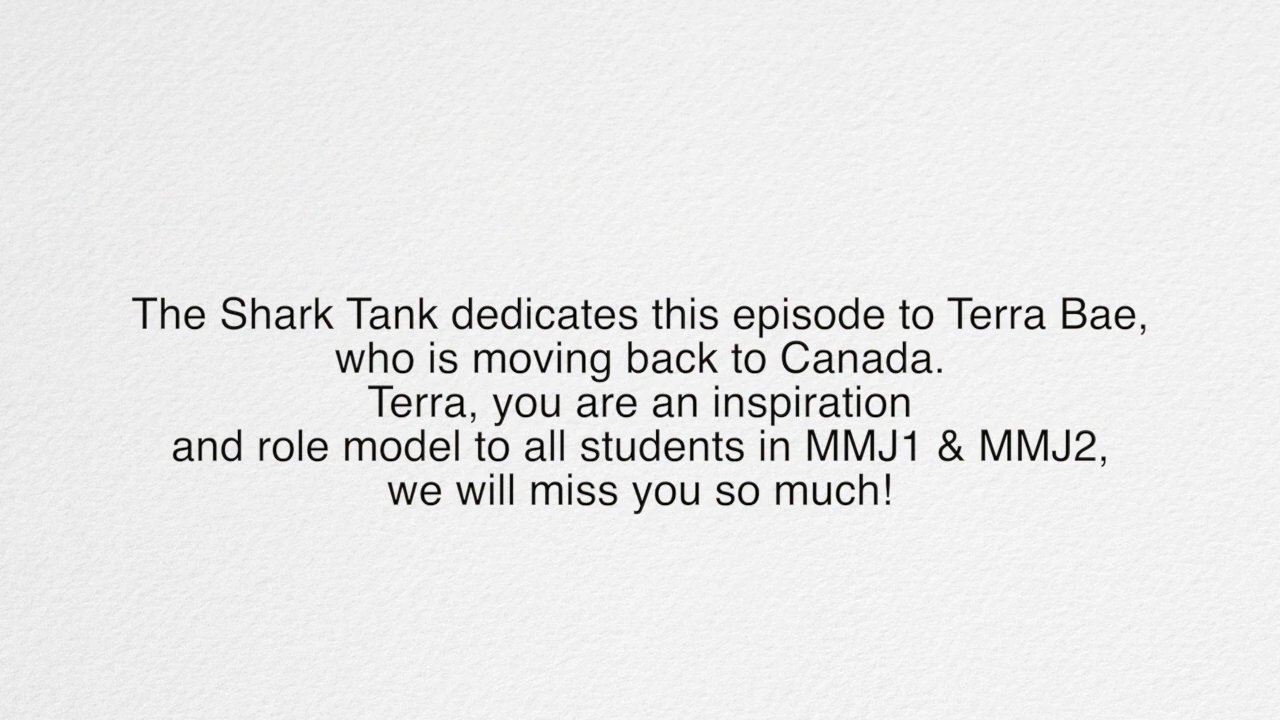 The Shark Tank dedicates this episode to Terra Bae,
who is moving back to Canada.
Terra, you are an inspiration
and role model to all students in MMJ1 & MMJ2,
we will miss you so much!